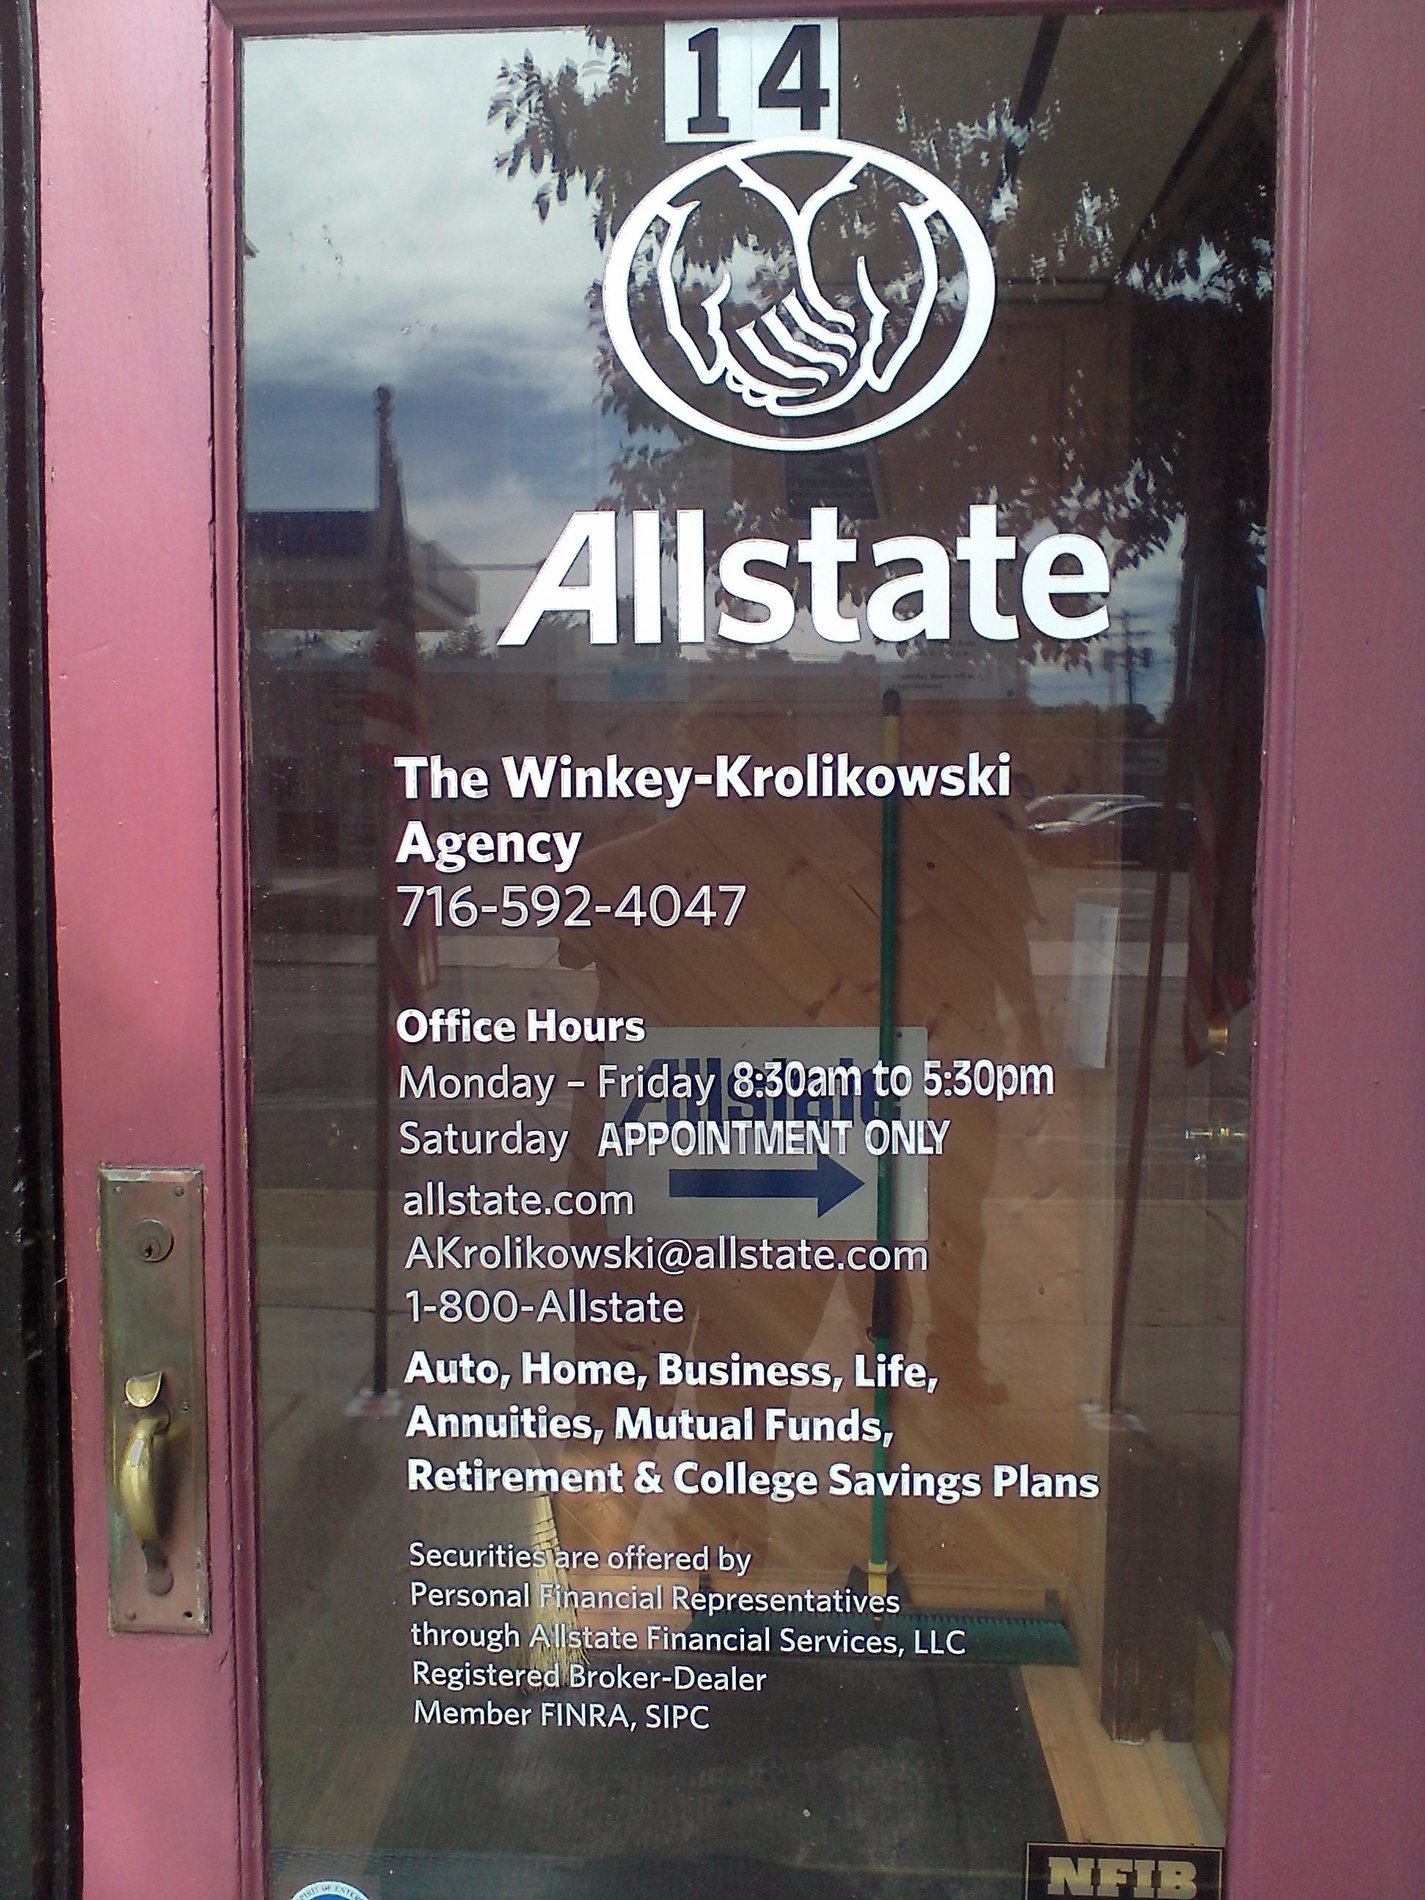 14
Allstate
The Winkey-Krolikowski
Agency
716-592-4047
Office Hours
Monday – Friday 8:30am to 5:30pm
Allstate
Saturday APPOINTMENT ONLY
allstate.com
AKrolikowski@allstate.com
1-800-Allstate
Auto, Home, Business, Life,
Annuities, Mutual Funds,
Retirement & College Savings Plans
Securities are offered by
Personal Financial Representatives
through Allstate Financial Services, LLC
Registered Broker-Dealer
Member FINRA, SIPC
NFIB